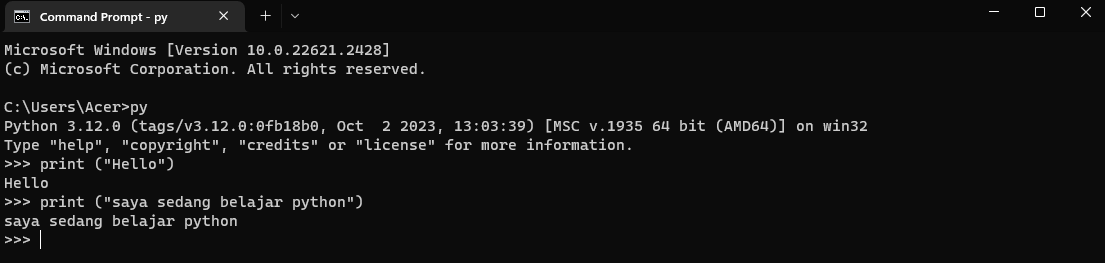 Command Prompt - py
Microsoft Windows [Version 10.0.22621.2428]
(c) Microsoft Corporation. All rights reserved.
C:\Users\Acer>py
Python 3.12.0 (tags/v3.12.0:0fb18b0, Oct  2 2023, 13:03:39) [MSC v.1935 64 bit (AMD64)] on win32
Type "help", "copyright", "credits" or "license" for more information.
>>> print ("Hello")
Hello
>>> print ("saya sedang belajar python")
saya sedang belajar python
>>>